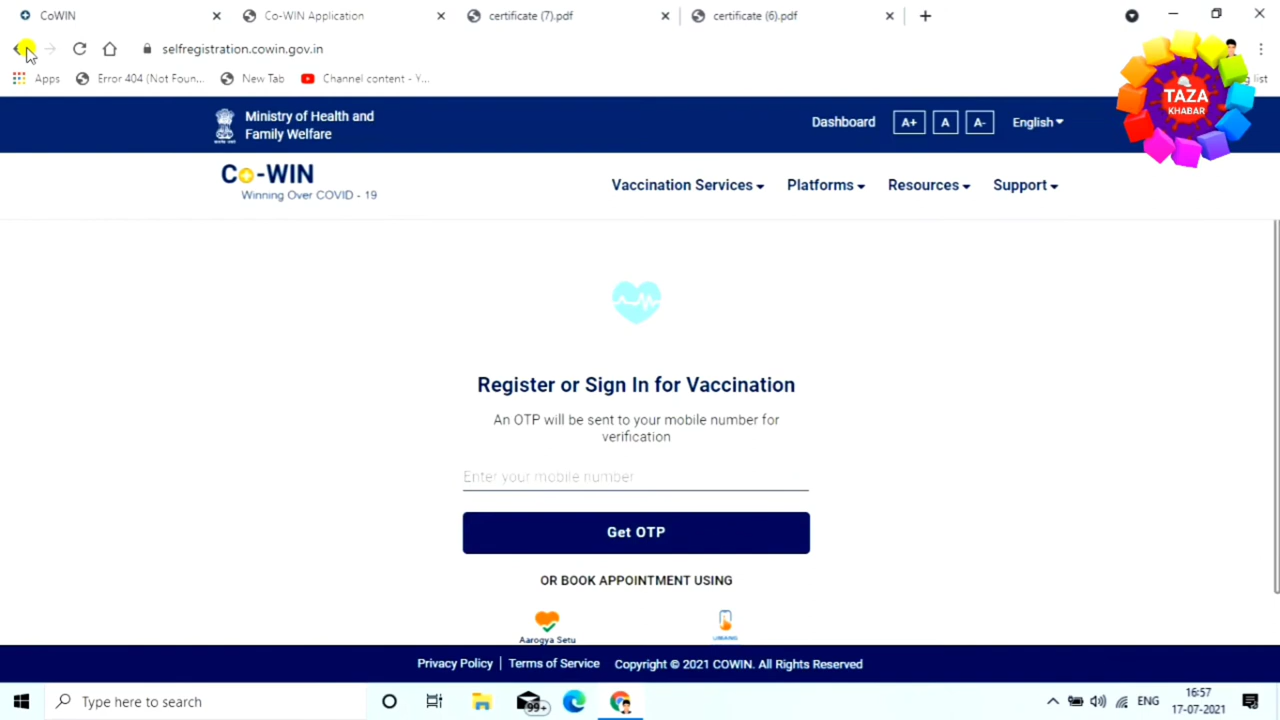 CoWIN
Co-WIN Application
certificate (7).pdf
certificate (6).pdf
selfregistration.cowin.gov.in
Apps
Error 404 (Not Foun...
New Tab
Channel content - Y...
g list
TAZA
KHABAR
Ministry of Health and
Family Welfare
Dashboard
A+
A
A-
English
Co-WIN
Winning Over COVID - 19
Vaccination Services
Platforms
Resources
Support
Register or Sign In for Vaccination
An OTP will be sent to your mobile number for
verification
Enter your mobile number
Get OTP
OR BOOK APPOINTMENT USING
Aarogya Setu
UMANG
Privacy Policy | Terms of Service
Copyright © 2021 COWIN. All Rights Reserved
Type here to search
99+
ENG
16:57
17-07-2021